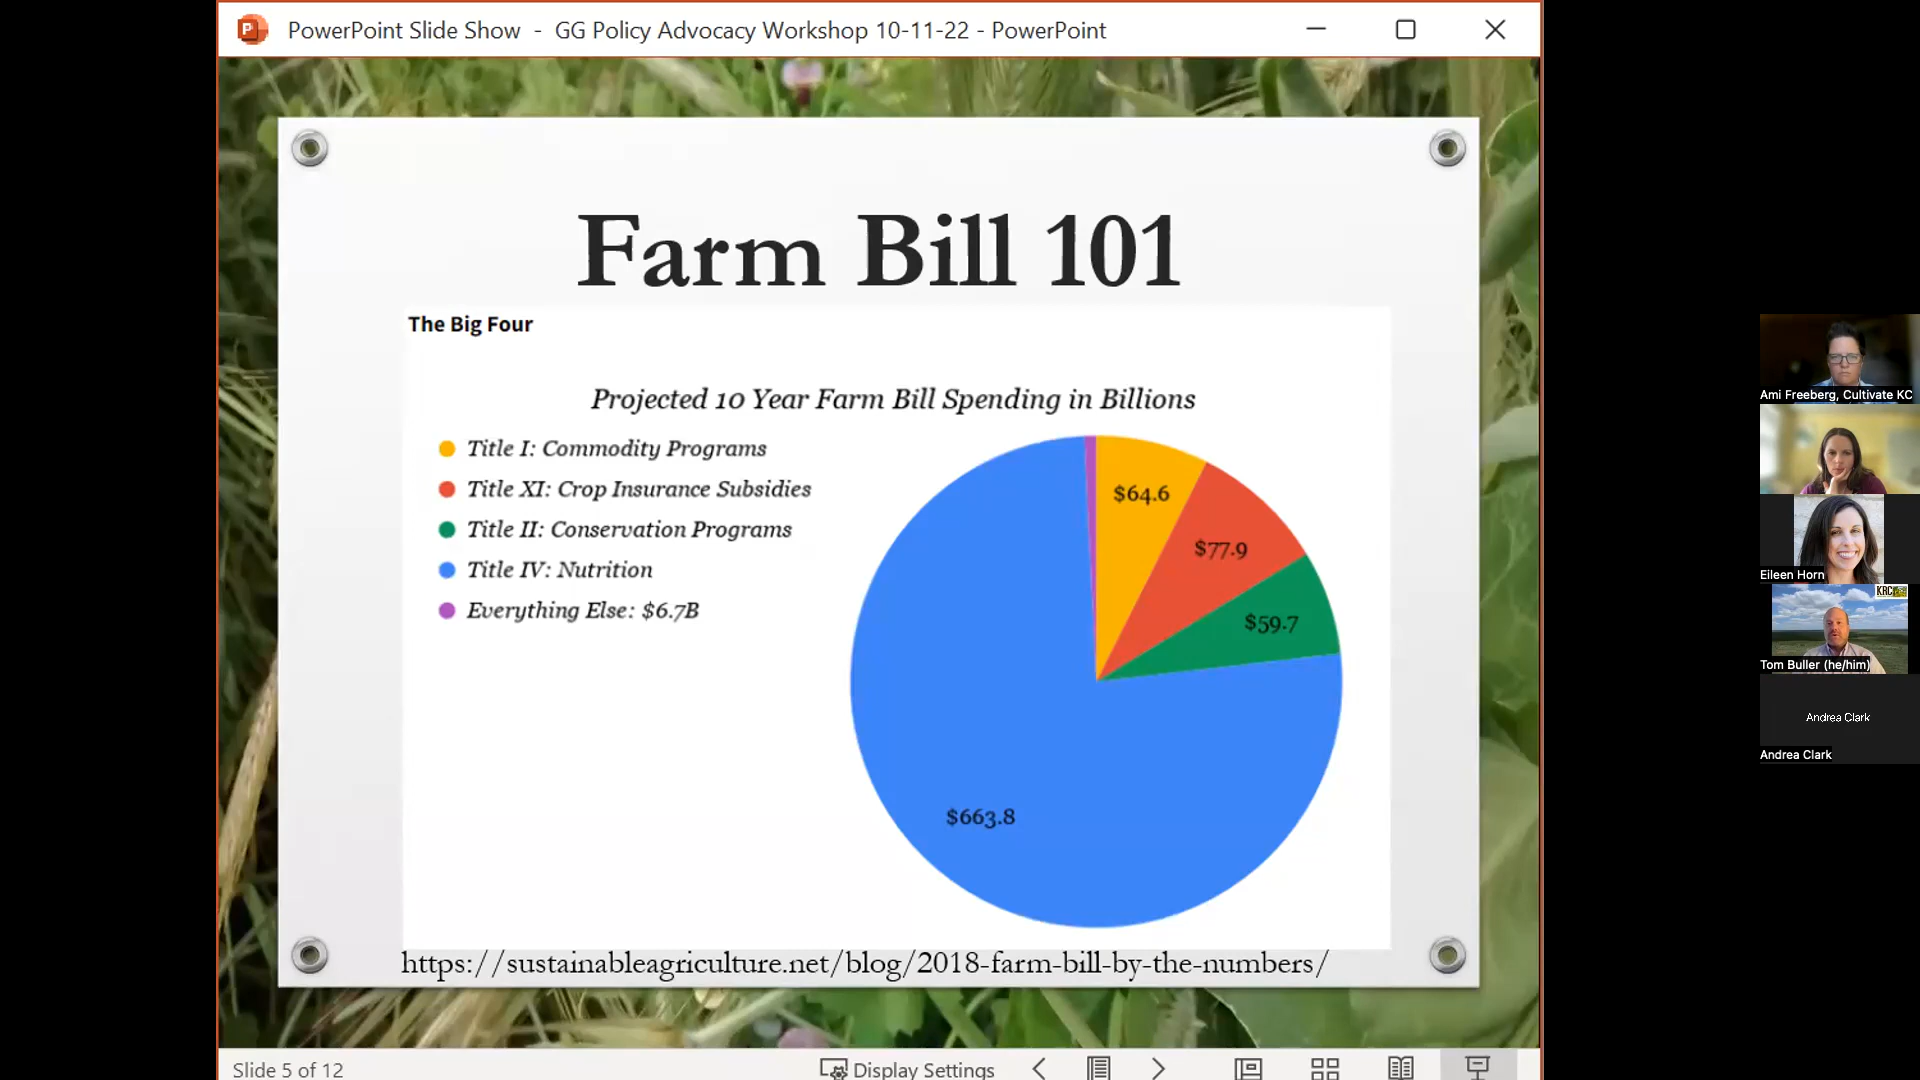 PowerPoint Slide Show - GG Policy Advocacy Workshop 10-11-22 - PowerPoint
Farm Bill 101
The Big Four
Projected 10 Year Farm Bill Spending in Billions
Title I: Commodity Programs
Title XI: Crop Insurance Subsidies
Title II: Conservation Programs
Title IV: Nutrition
Everything Else: $6.7B
$64.6
$77.9
$59.7
$663.8
https://sustainableagriculture.net/blog/2018-farm-bill-by-the-numbers/
Slide 5 of 12
Display Settings
Ami Freeberg, Cultivate KC
Eileen Horn
KRC
Tom Buller (he/him)
Andrea Clark
Andrea Clark